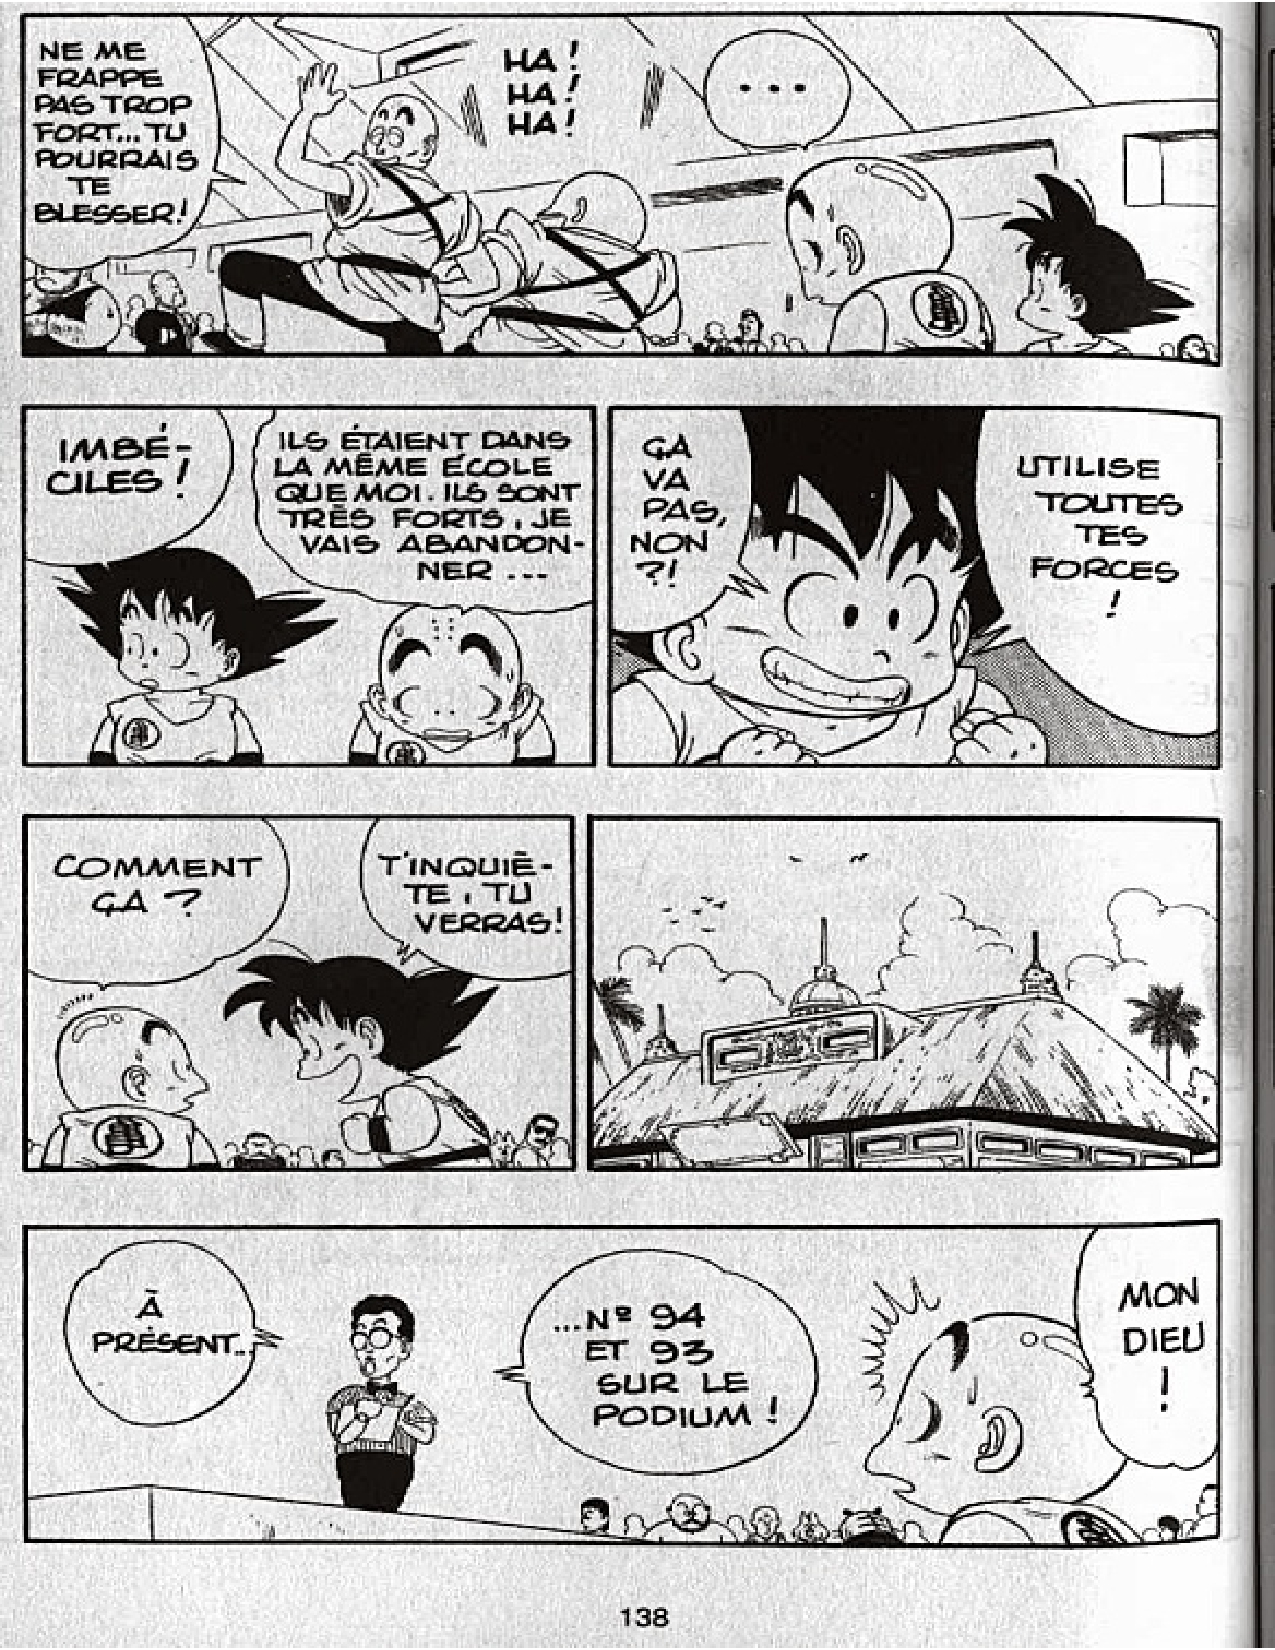 NE ME
FRAPPE
PAS TROP
FORT... TU
POURRAIS
TE
BLESSER!
HA!
HA!
HA!
...
IMBÉ-
CILES!
ILS ÉTAIENT DANS
LA MÊME ÉCOLE
QUE MOI. ILS SONT
TRÈS FORTS, JE
VAIS ABANDON-
NER ...
ÇA
VA
PAS,
NON
?!
UTILISE
TOUTES
TES
FORCES
!
COMMENT
ÇA ?
T'INQUIÈ-
TE, TU
VERRAS!
À
PRÉSENT..
...Nº 94
ET 93
SUR LE
PODIUM !
MON
DIEU
!
138